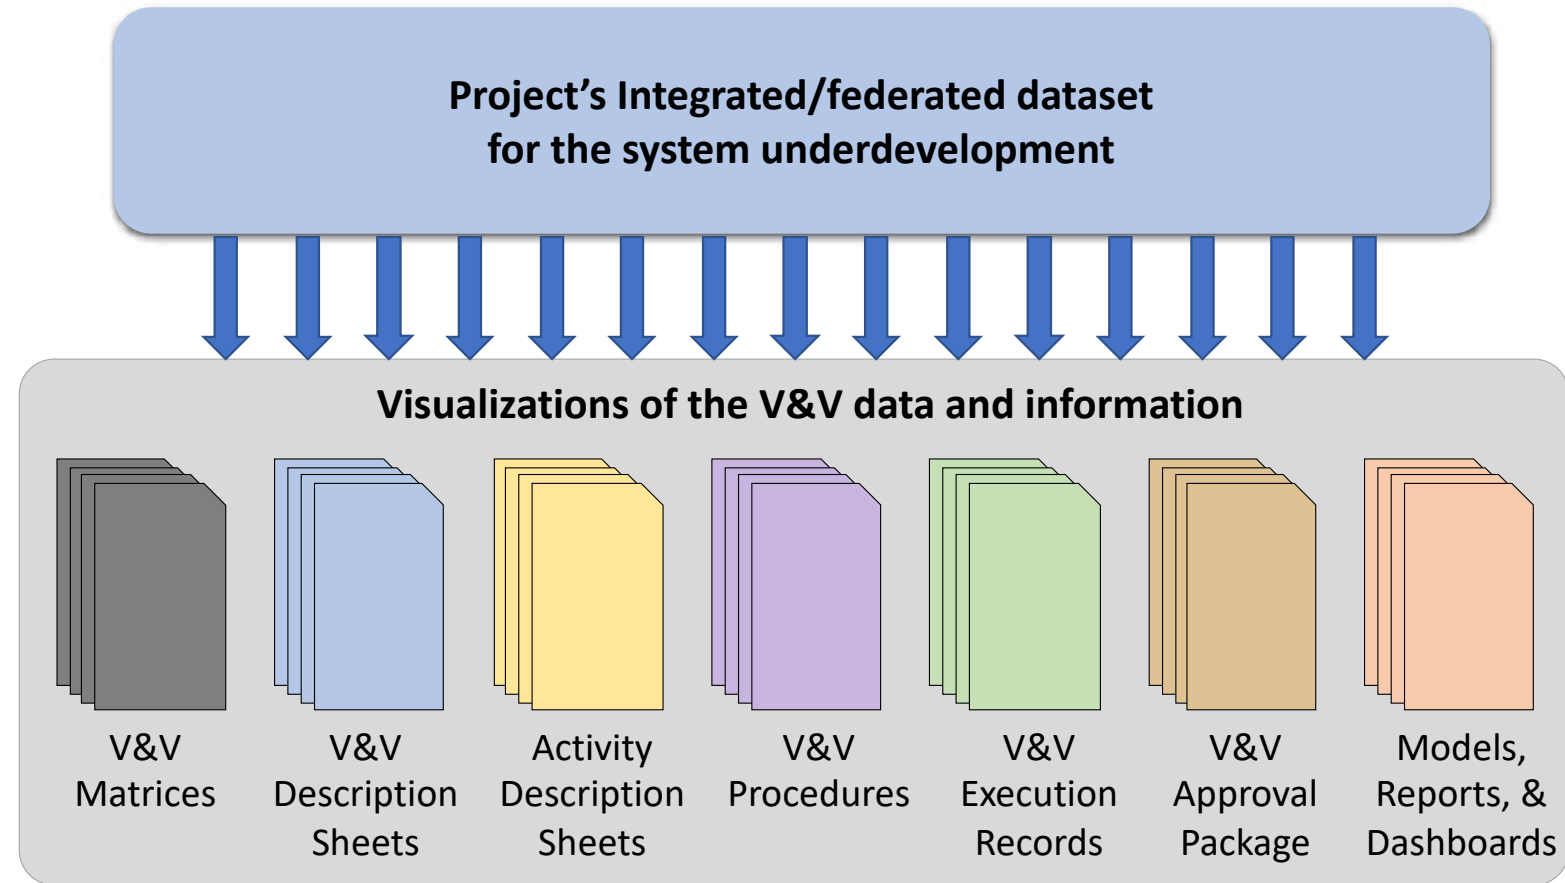 Project’s Integrated/federated dataset
for the system underdevelopment
Visualizations of the V&V data and information
V&V
Matrices
V&V
Description
Sheets
Activity
Description
Sheets
V&V
Procedures
V&V
Execution
Records
V&V
Approval
Package
Models,
Reports, &
Dashboards